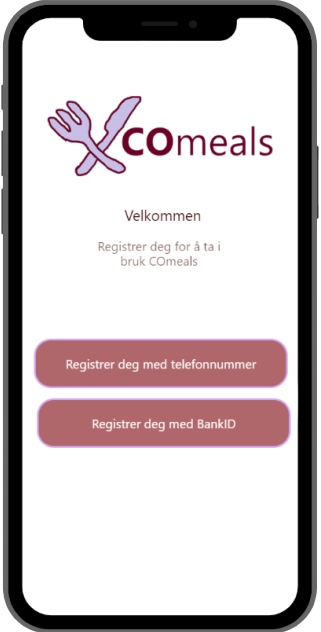 COmeals
Velkommen
Registrer deg for å ta i
bruk COmeals
Registrer deg med telefonnummer
Registrer deg med BankID